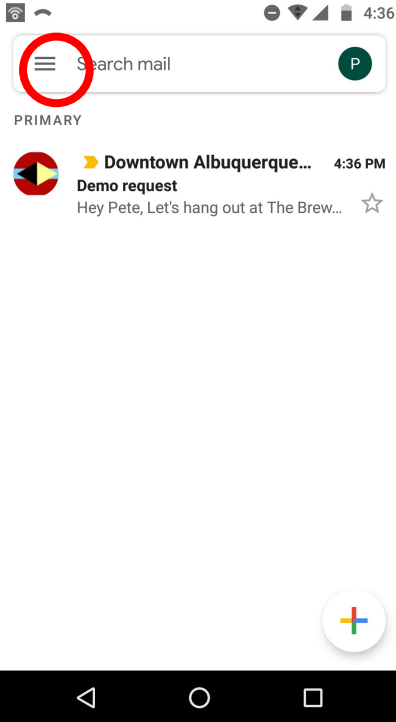 4:36
Search mail
P
PRIMARY
Downtown Albuquerque... 4:36 PM
Demo request
Hey Pete, Let's hang out at The Brew...